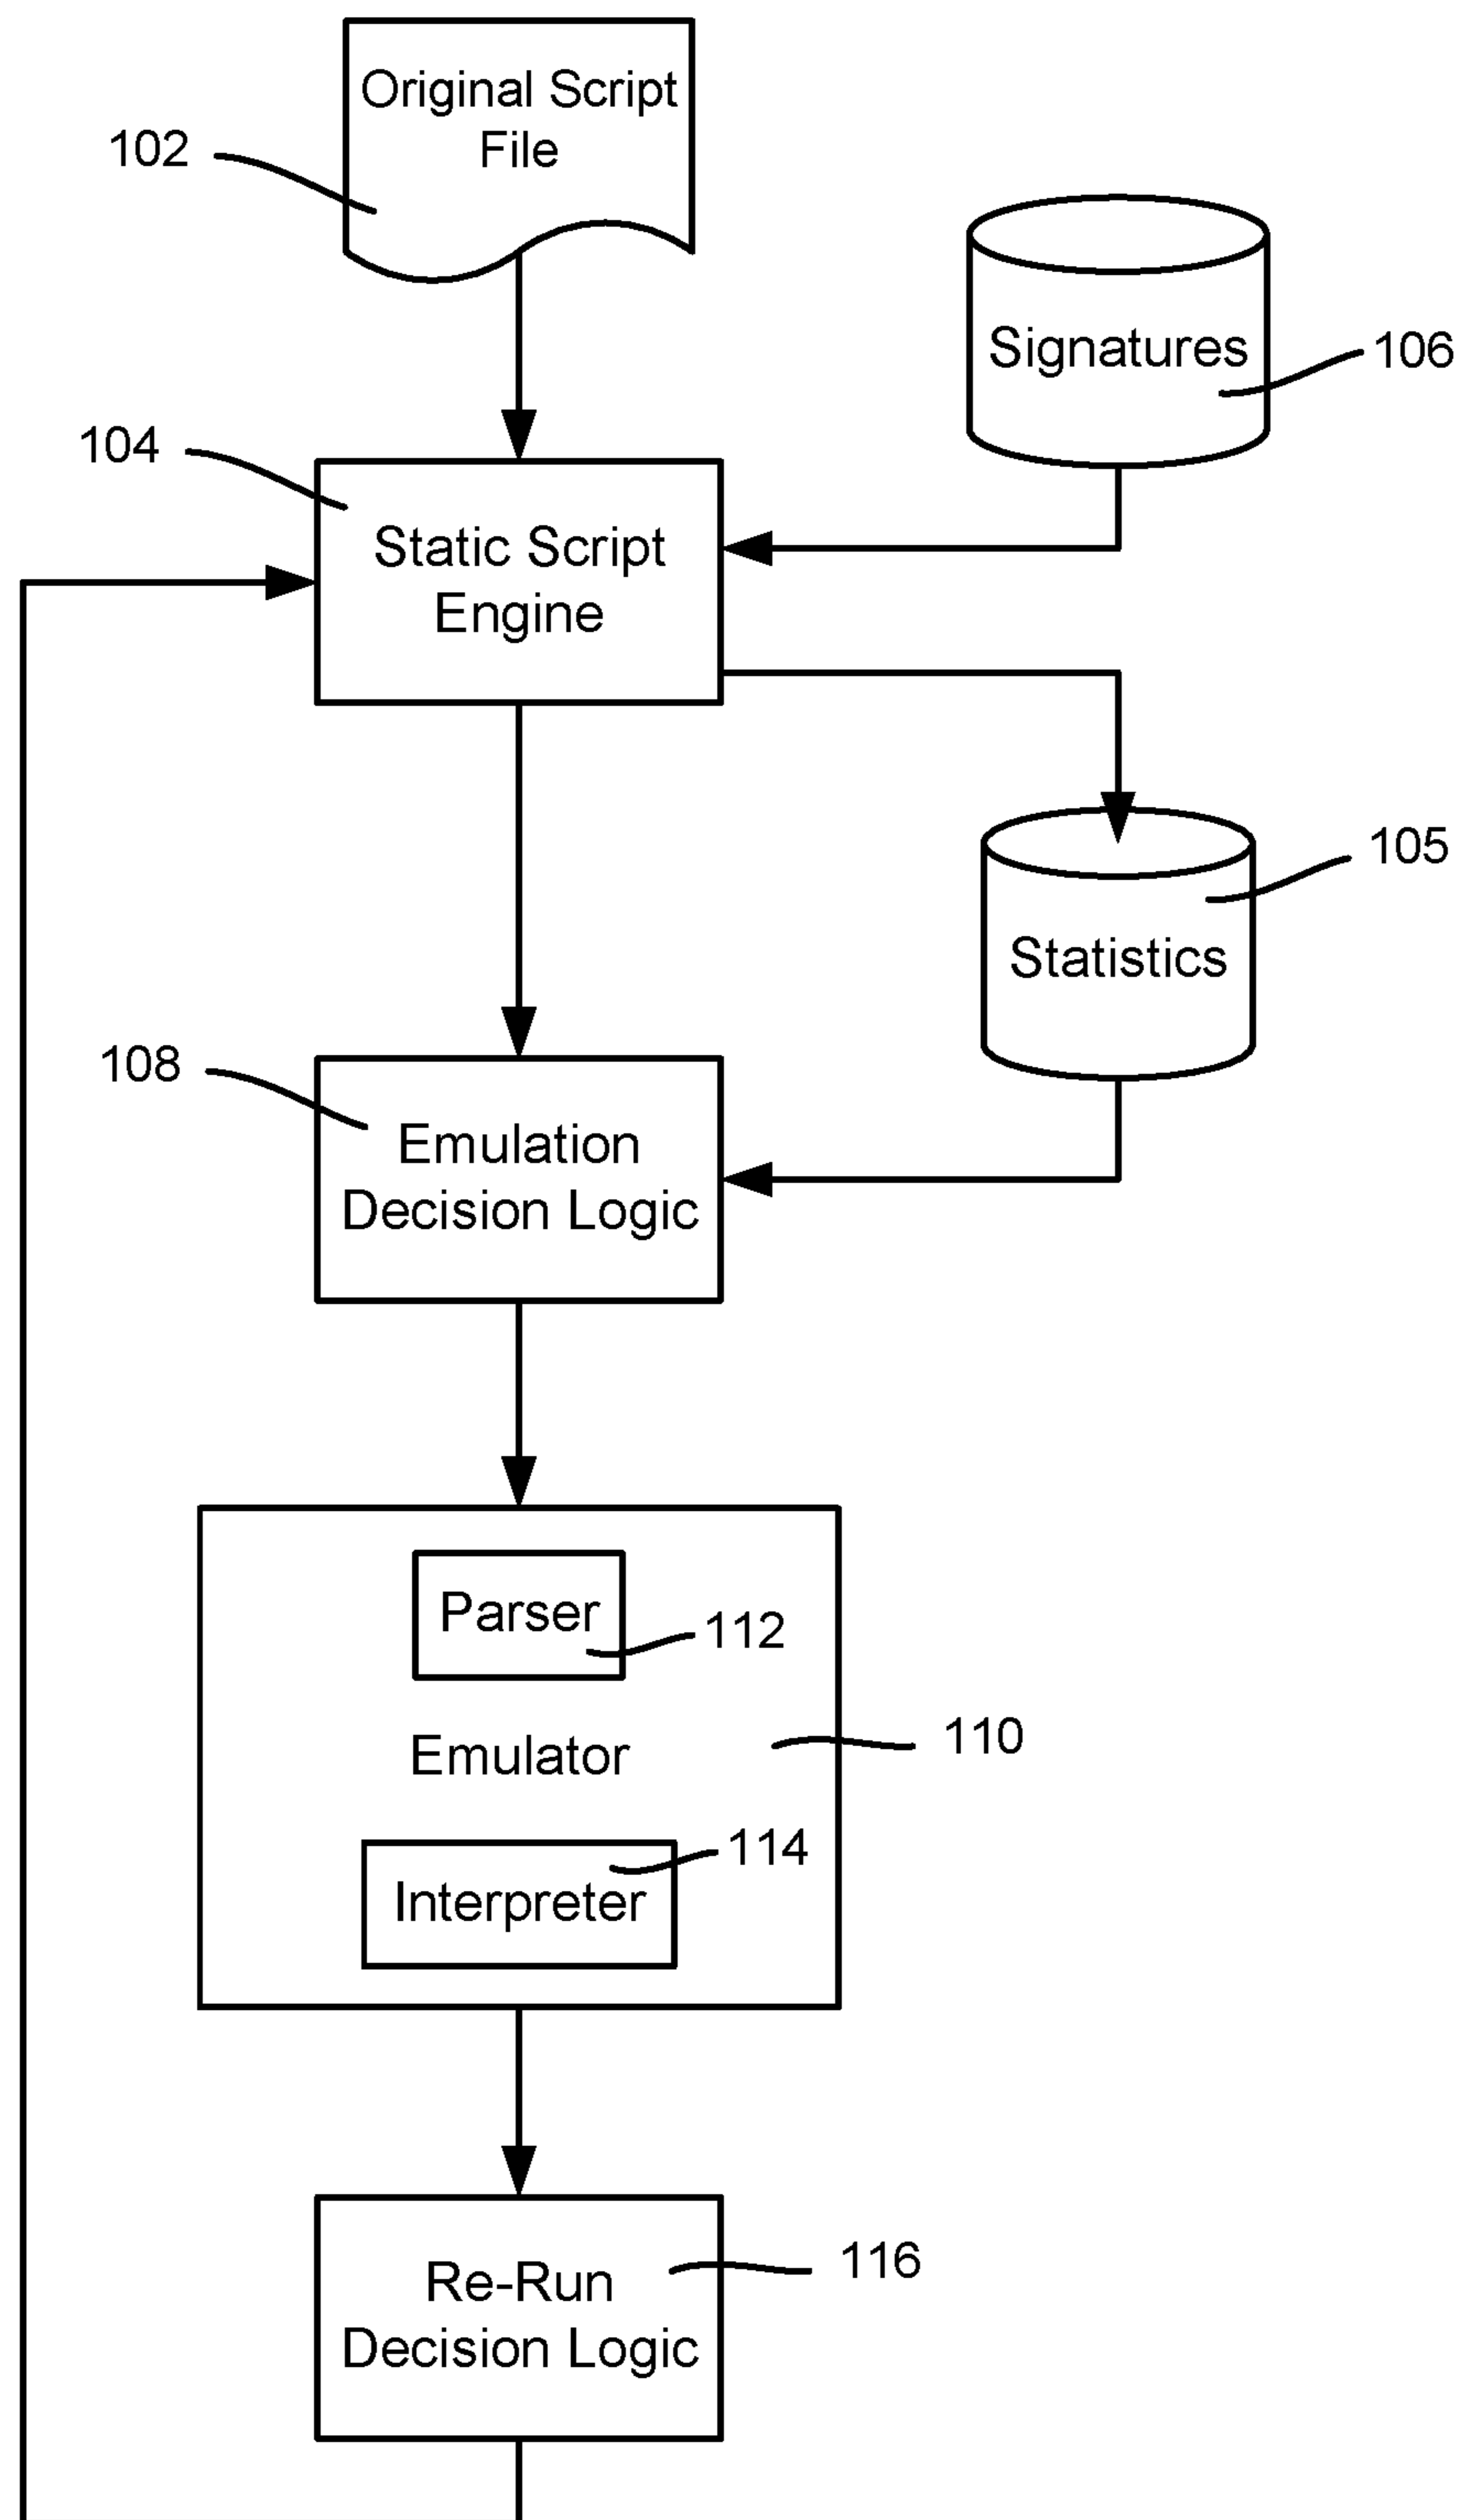 Original Script
File
102
Signatures
106
104
Static Script
Engine
105
Statistics
108
Emulation
Decision Logic
Parser
112
Emulator
110
114
Interpreter
116
Re-Run
Decision Logic